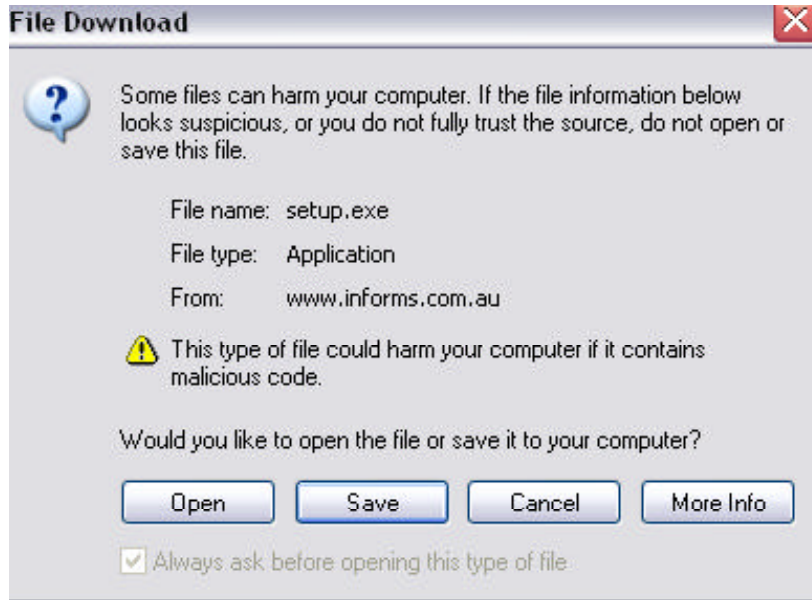 File Download
Some files can harm your computer. If the file information below
looks suspicious, or you do not fully trust the source, do not open or
save this file.
File name: setup.exe
File type: Application
From: www.informs.com.au
This type of file could harm your computer if it contains
malicious code.
Would you like to open the file or save it to your computer?
Open Save Cancel More Info
Always ask before opening this type of file